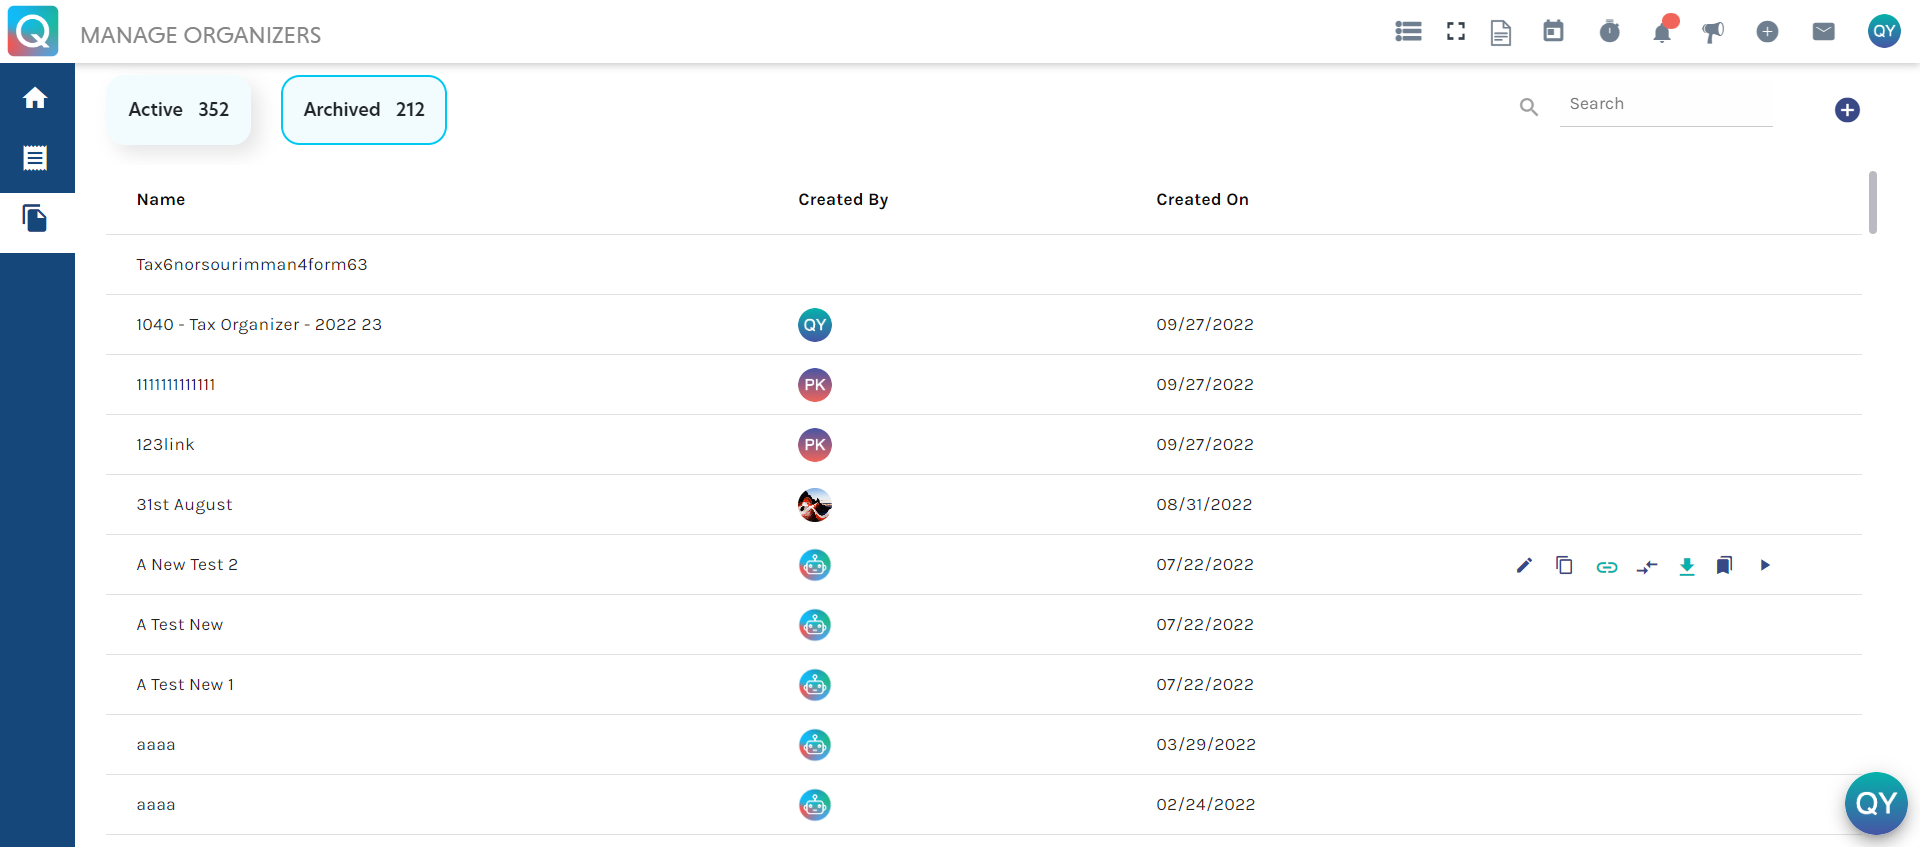 Q MANAGE ORGANIZERS QY
Active 352 Archived 212 Search
Name Created By Created On
Tax6norsourimman4form63
1040 - Tax Organizer - 2022 23 QY 09/27/2022
1111111111111 PK 09/27/2022
123link PK 09/27/2022
31st August 08/31/2022
A New Test 2 07/22/2022
A Test New 07/22/2022
A Test New 1 07/22/2022
aaaa 03/29/2022
aaaa 02/24/2022
QY